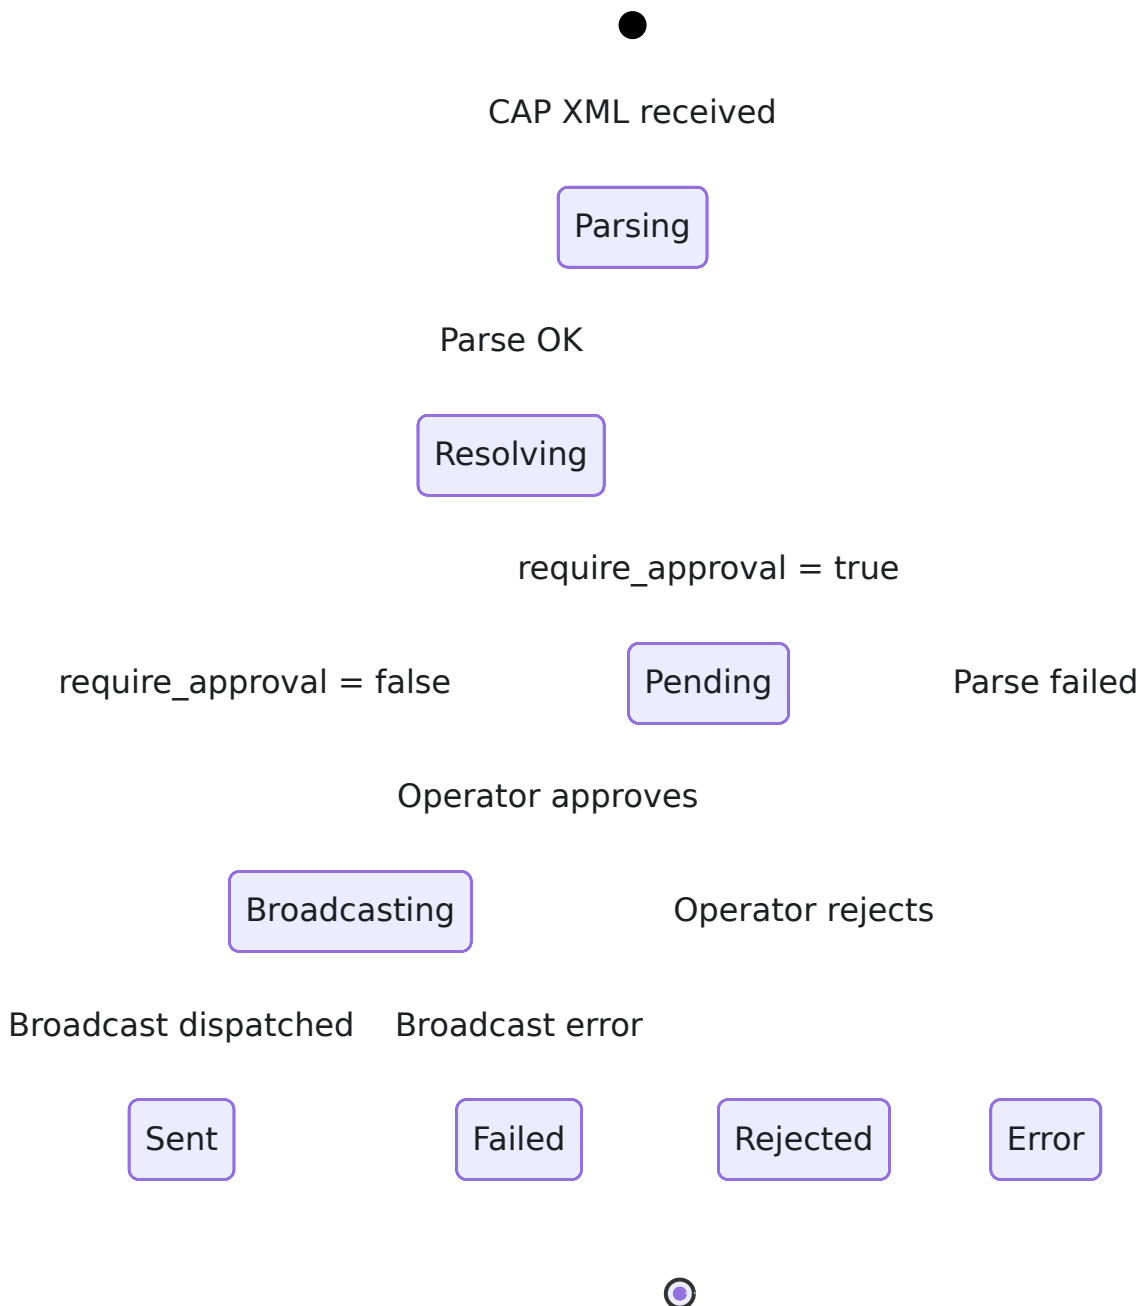 CAP XML received
Parsing
Parse OK
Resolving
require_approval = true
require_approval = false
Pending
Parse failed
Operator approves
Broadcasting
Operator rejects
Broadcast dispatched
Broadcast error
Sent
Failed
Rejected
Error